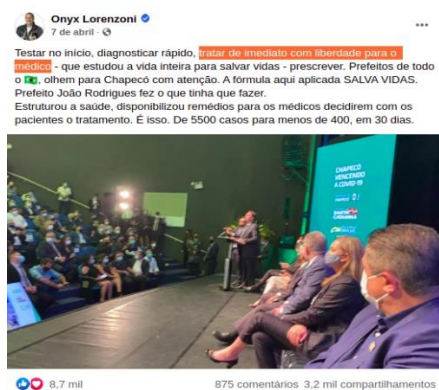 Onyx Lorenzoni
7 de abril ·
Testar no início, diagnosticar rápido, tratar de imediato com liberdade para o
médico - que estudou a vida inteira para salvar vidas - prescrever. Prefeitos de todo
o 🇧🇷, olhem para Chapecó com atenção. A fórmula aqui aplicada SALVA VIDAS.
Prefeito João Rodrigues fez o que tinha que fazer.
Estruturou a saúde, disponibilizou remédios para os médicos decidirem com os
pacientes o tratamento. É isso. De 5500 casos para menos de 400, em 30 dias.
CHAPECÓ
VENCENDO
A COVID-19
8,7 mil
875 comentários 3,2 mil compartilhamentos